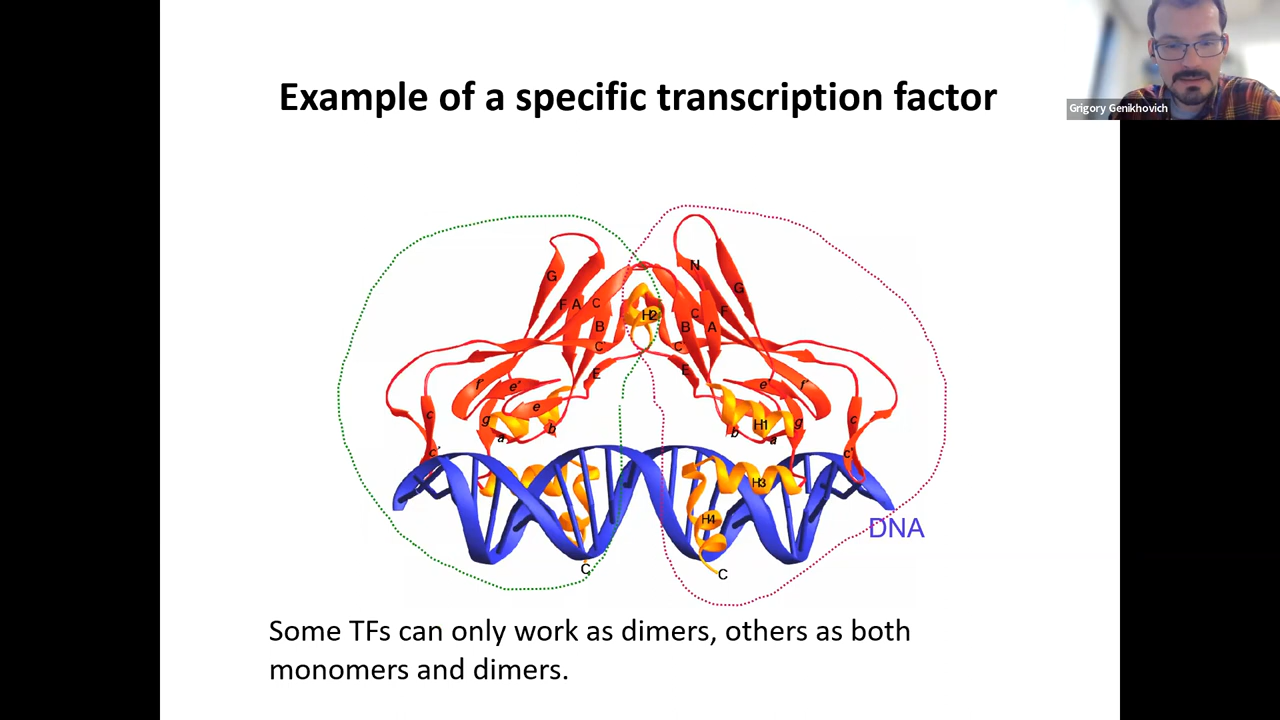 Example of a specific transcription factor
Grigory Genikhovich
N
G
G
F A C
C F
H2
B
B A
C'
C'
E
E
f' e' e
e' f'
c g a b
b H1 a g c
c'
c'
H3
H4
DNA
C
C
Some TFs can only work as dimers, others as both
monomers and dimers.